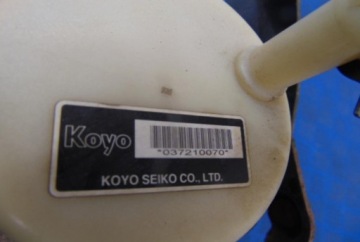 Koyo
*037210070*
KOYO SEIKO CO., LTD.